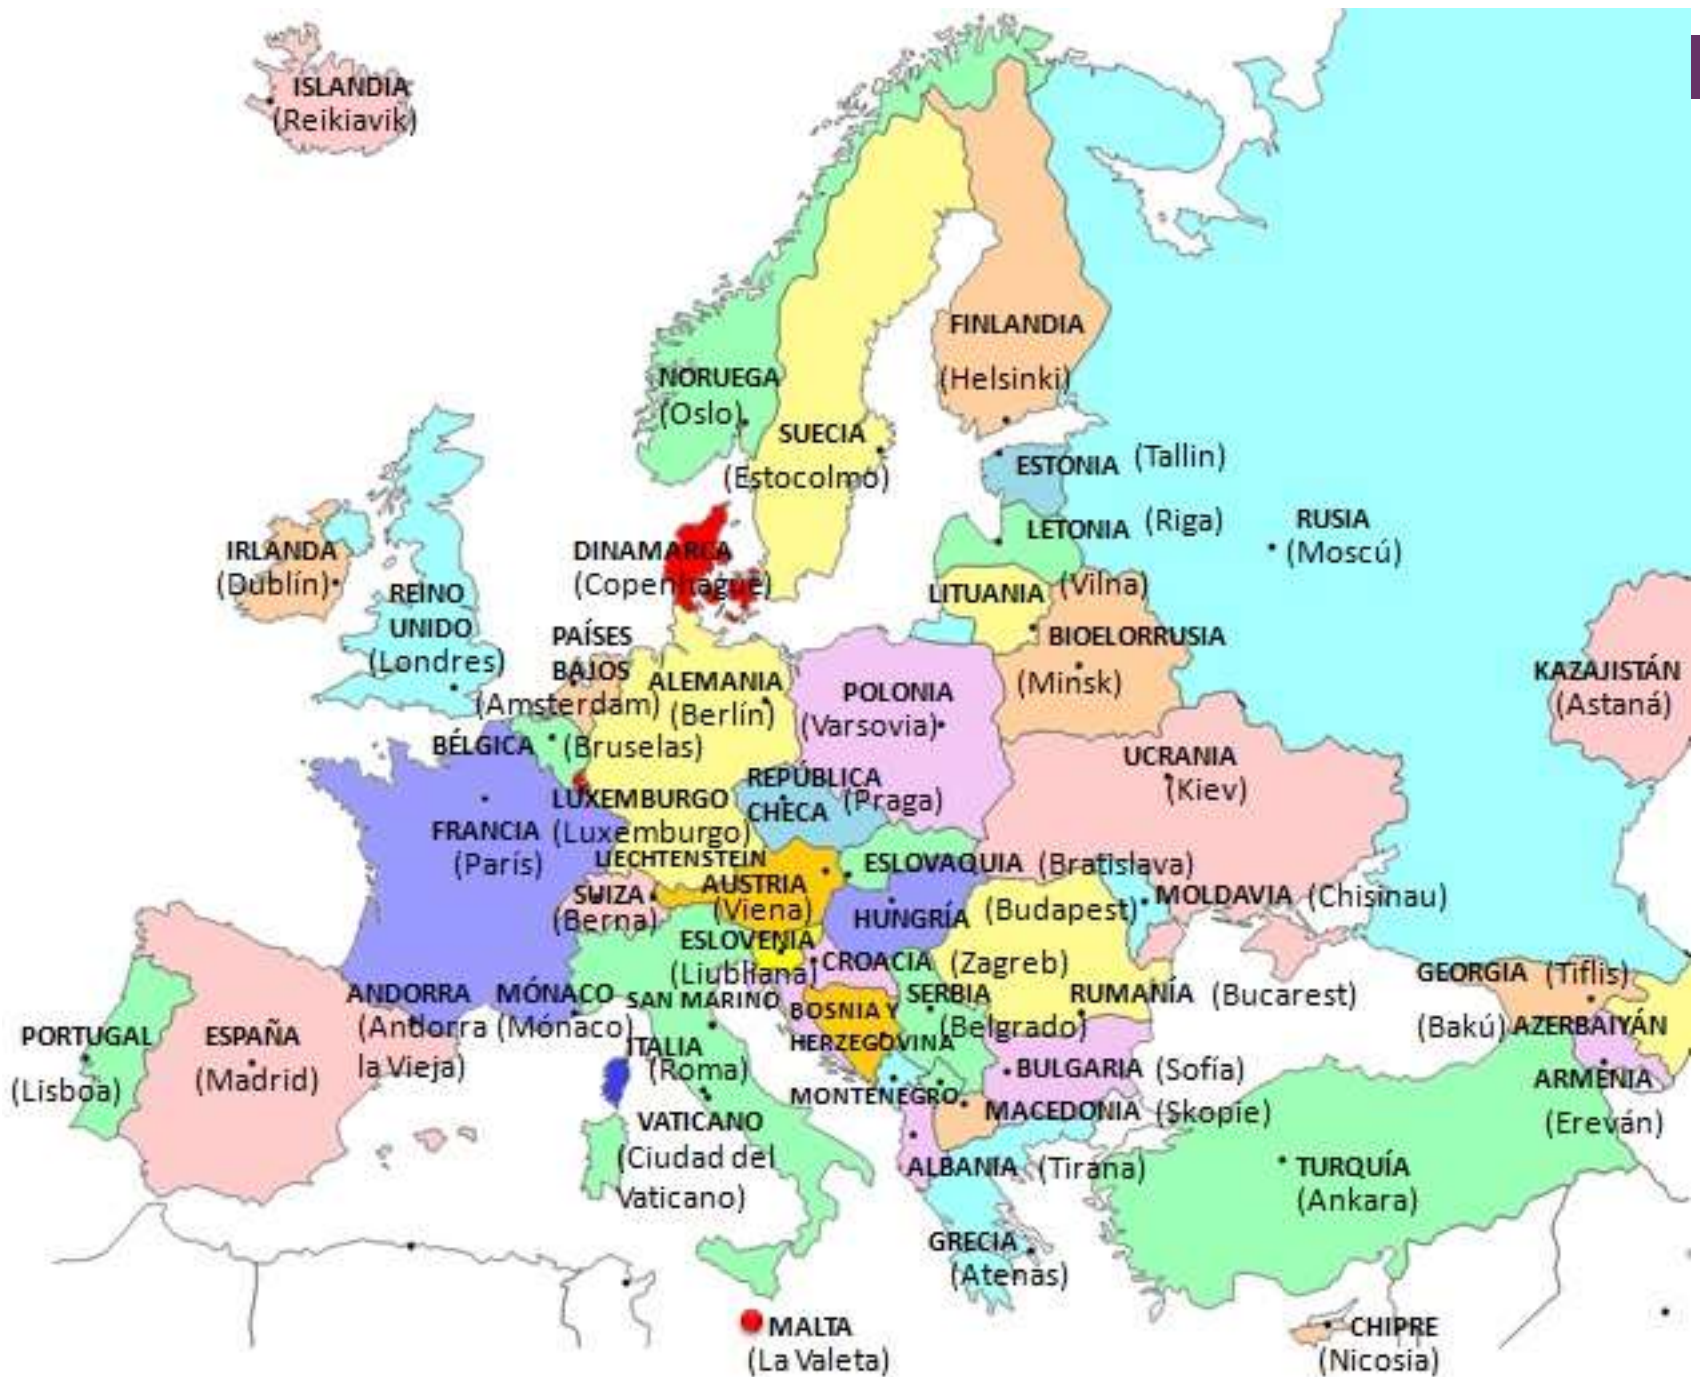 ISLANDIA
(Reikiavik)
FINLANDIA
(Helsinki)
NORUEGA
(Oslo)
SUECIA
(Estocolmo)
ESTONIA (Tallin)
LETONIA (Riga)
RUSIA
(Moscú)
IRLANDA
(Dublín)
DINAMARCA
(Copenhague)
REINO
UNIDO
(Londres)
LITUANIA (Vilna)
BIOELORRUSIA
(Minsk)
PAÍSES
BAJOS
(Amsterdam)
ALEMANIA
(Berlín)
POLONIA
(Varsovia)
KAZAJISTÁN
(Astaná)
BÉLGICA (Bruselas)
UCRANIA
(Kiev)
REPÚBLICA
CHECA (Praga)
LUXEMBURGO
(Luxemburgo)
FRANCIA
(París)
LIECHTENSTEIN
ESLOVAQUIA (Bratislava)
SUIZA
(Berna)
AUSTRIA
(Viena)
HUNGRÍA (Budapest)
MOLDAVIA (Chisinau)
ESLOVENIA
(Liubliana)
CROACIA (Zagreb)
GEORGIA (Tiflis)
ANDORRA
(Andorra
la Vieja)
MÓNACO
(Mónaco)
SAN MARINO
BOSNIA Y
HERZEGOVINA
SERBIA
(Belgrado)
RUMANÍA (Bucarest)
(Bakú) AZERBAIYÁN
PORTUGAL
(Lisboa)
ESPAÑA
(Madrid)
ITALIA
(Roma)
MONTENEGRO
BULGARIA (Sofía)
ARMENIA
(Ereván)
MACEDONIA (Skopie)
VATICANO
(Ciudad del
Vaticano)
ALBANIA (Tirana)
TURQUÍA
(Ankara)
GRECIA
(Atenas)
MALTA
(La Valeta)
CHIPRE
(Nicosia)